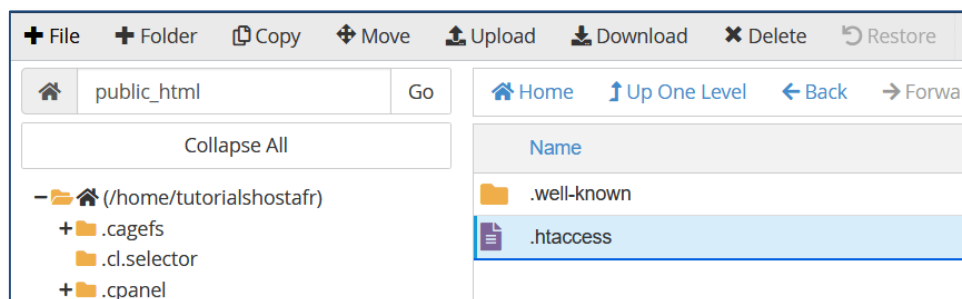 File Folder Copy Move Upload Download Delete Restore
public_html Go
Collapse All
(/home/tutorialshostafr)
.cagefs
.cl.selector
.cpanel
Home Up One Level Back Forwa
Name
.well-known
.htaccess